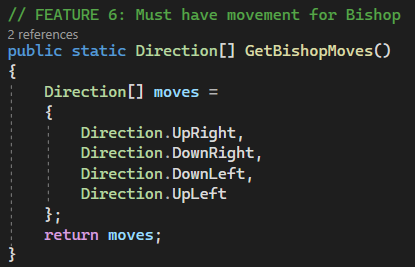 // FEATURE 6: Must have movement for Bishop
2 references
public static Direction[] GetBishopMoves()
{
    Direction[] moves =
    {
        Direction.UpRight,
        Direction.DownRight,
        Direction.DownLeft,
        Direction.UpLeft
    };
    return moves;
}